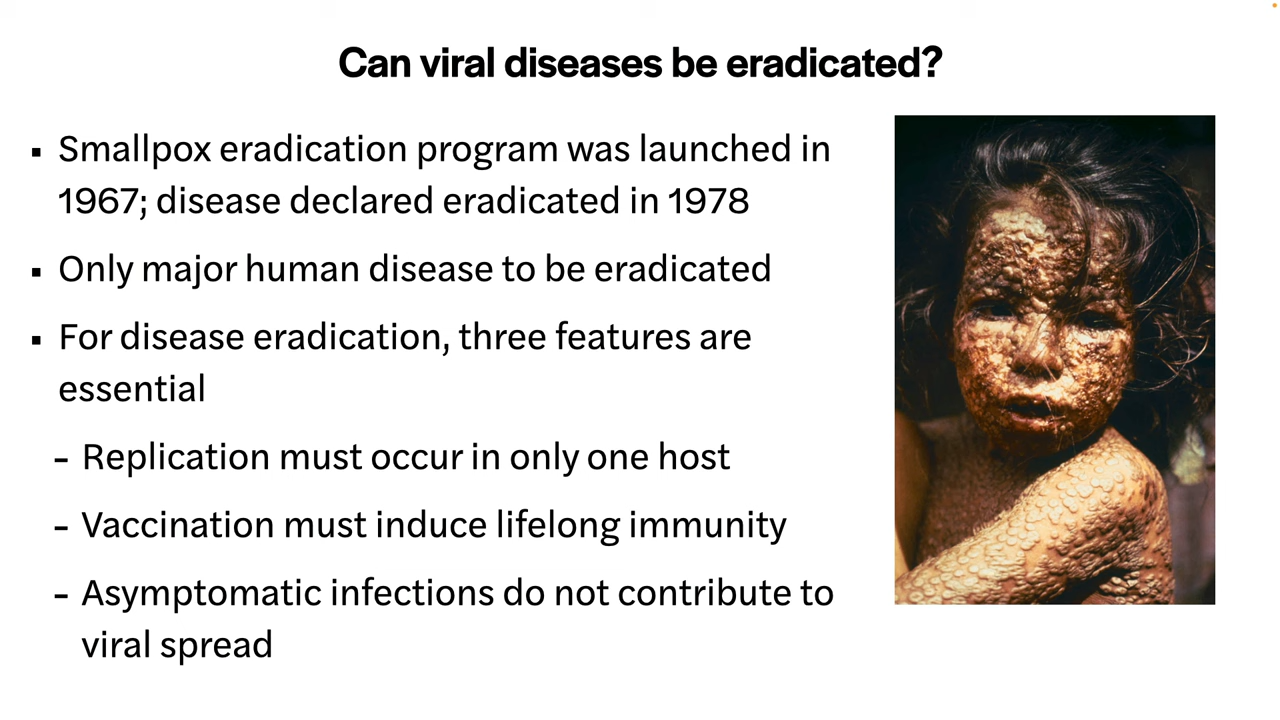 Can viral diseases be eradicated?
▪ Smallpox eradication program was launched in
1967; disease declared eradicated in 1978
▪ Only major human disease to be eradicated
▪ For disease eradication, three features are
essential
- Replication must occur in only one host
- Vaccination must induce lifelong immunity
- Asymptomatic infections do not contribute to
viral spread